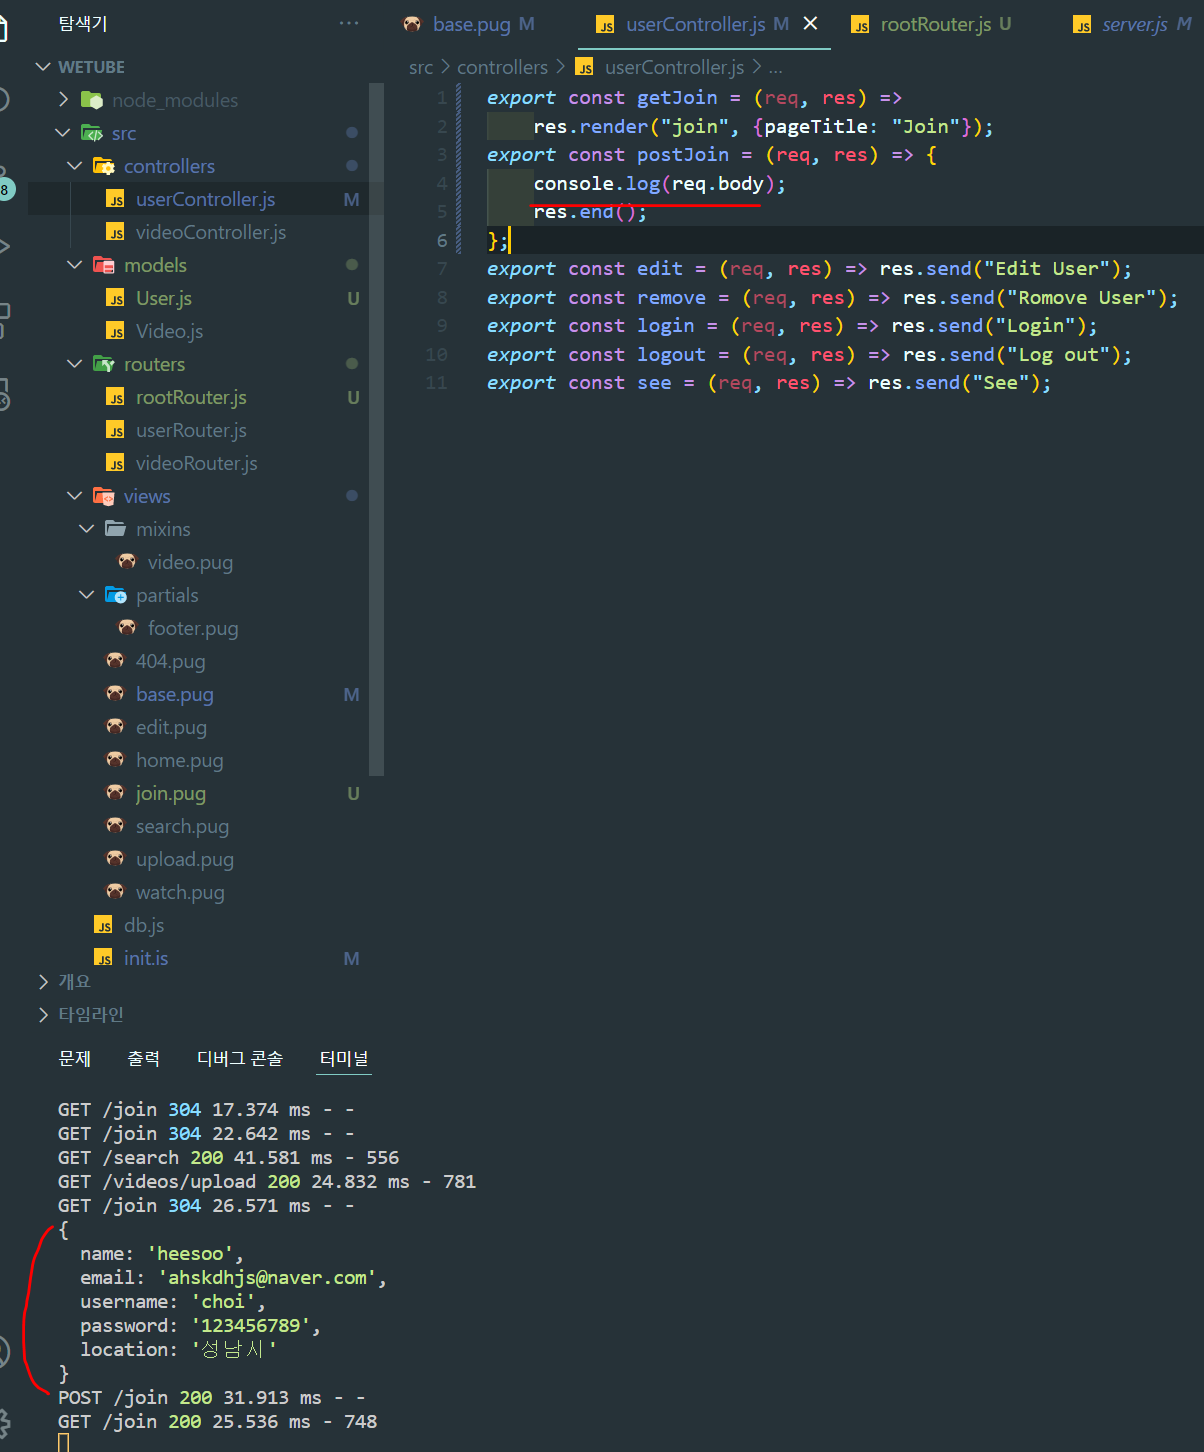 탐색기 ···
base.pug M
userController.js M ×
rootRouter.js U
server.js M
WETUBE
src > controllers > JS userController.js > ...
node_modules
src
controllers
userController.js M
videoController.js
models
User.js U
Video.js
routers
rootRouter.js U
userRouter.js
videoRouter.js
views
mixins
video.pug
partials
footer.pug
404.pug
base.pug M
edit.pug
home.pug
join.pug U
search.pug
upload.pug
watch.pug
db.js
init.js M
개요
타임라인
8
1 export const getJoin = (req, res) =>
2 res.render("join", {pageTitle: "Join"});
3 export const postJoin = (req, res) => {
4 console.log(req.body);
5 res.end();
6 };
7 export const edit = (req, res) => res.send("Edit User");
8 export const remove = (req, res) => res.send("Romove User");
9 export const login = (req, res) => res.send("Login");
10 export const logout = (req, res) => res.send("Log out");
11 export const see = (req, res) => res.send("See");
문제 출력 디버그 콘솔 터미널
GET /join 304 17.374 ms - -
GET /join 304 22.642 ms - -
GET /search 200 41.581 ms - 556
GET /videos/upload 200 24.832 ms - 781
GET /join 304 26.571 ms - -
{
name: 'heesoo',
email: 'ahskdhjs@naver.com',
username: 'choi',
password: '123456789',
location: '성남시'
}
POST /join 200 31.913 ms - -
GET /join 200 25.536 ms - 748